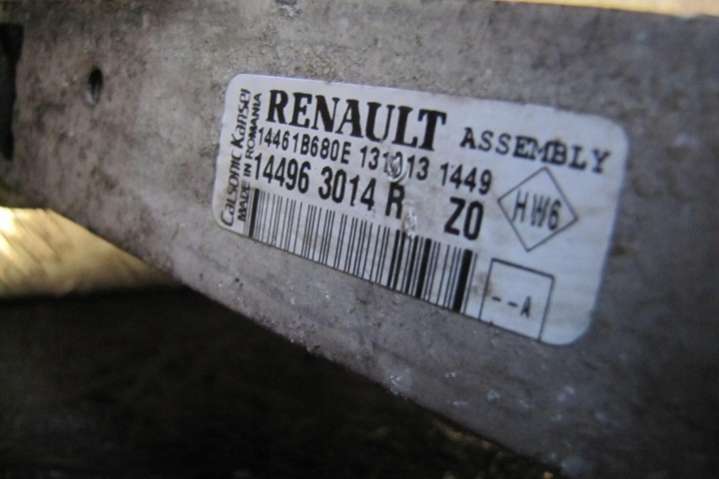 Calsonic Kansei
MADE IN ROMANIA
RENAULT ASSEMBLY
14461B680E 131013 1449
14496 3014 R Z0
HW6
--A